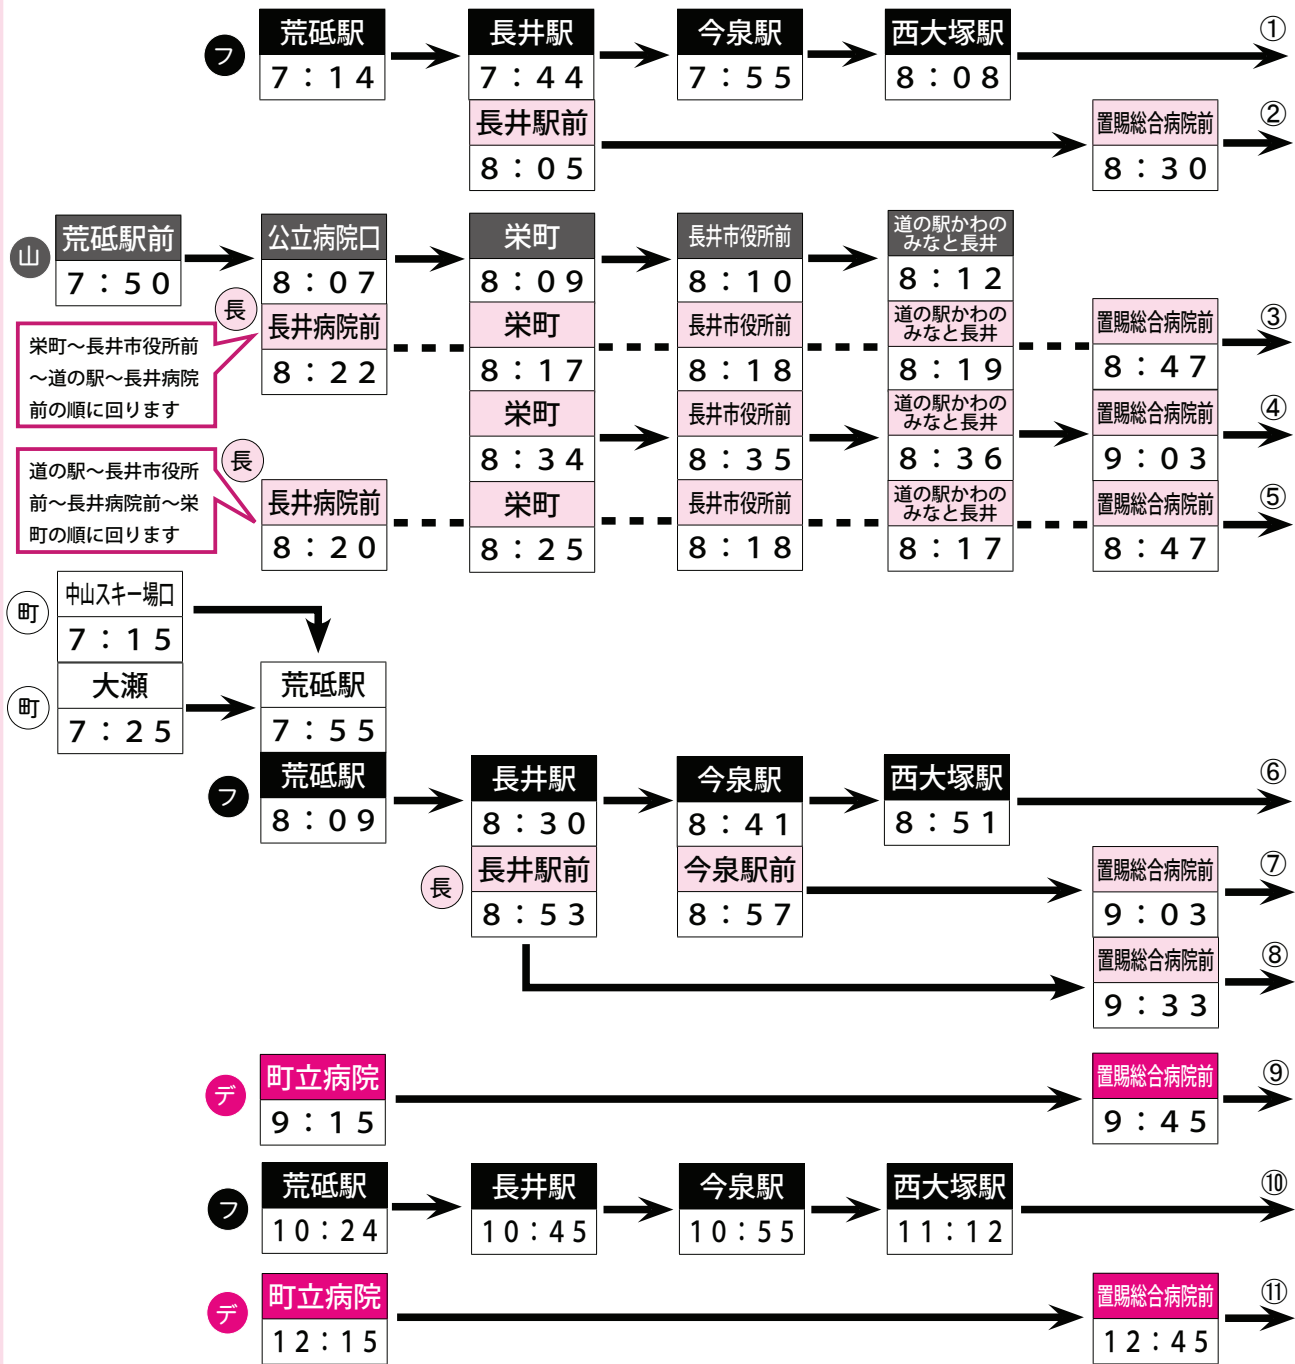 フ 荒砥駅 長井駅 今泉駅 西大塚駅 ①
7：14 7：44 7：55 8：08
長井駅前 置賜総合病院前 ②
8：05 8：30
山 荒砥駅前 公立病院口 栄町 長井市役所前 道の駅かわの
みなと長井
7：50 8：07 8：09 8：10 8：12
長 長井病院前 栄町 長井市役所前 道の駅かわの
みなと長井 置賜総合病院前 ③
8：22 8：17 8：18 8：19 8：47
栄町～長井市役所前
～道の駅～長井病院
前の順に回ります
栄町 長井市役所前 道の駅かわの
みなと長井 置賜総合病院前 ④
8：34 8：35 8：36 9：03
長 長井病院前 栄町 長井市役所前 道の駅かわの
みなと長井 置賜総合病院前 ⑤
8：20 8：25 8：18 8：17 8：47
道の駅～長井市役所
前～長井病院前～栄
町の順に回ります
町 中山スキー場口
7：15
町 大瀬 荒砥駅
7：25 7：55
フ 荒砥駅 長井駅 今泉駅 西大塚駅 ⑥
8：09 8：30 8：41 8：51
長 長井駅前 今泉駅前 置賜総合病院前 ⑦
8：53 8：57 9：03
置賜総合病院前 ⑧
9：33
デ 町立病院 置賜総合病院前 ⑨
9：15 9：45
フ 荒砥駅 長井駅 今泉駅 西大塚駅 ⑩
10：24 10：45 10：55 11：12
デ 町立病院 置賜総合病院前 ⑪
12：15 12：45